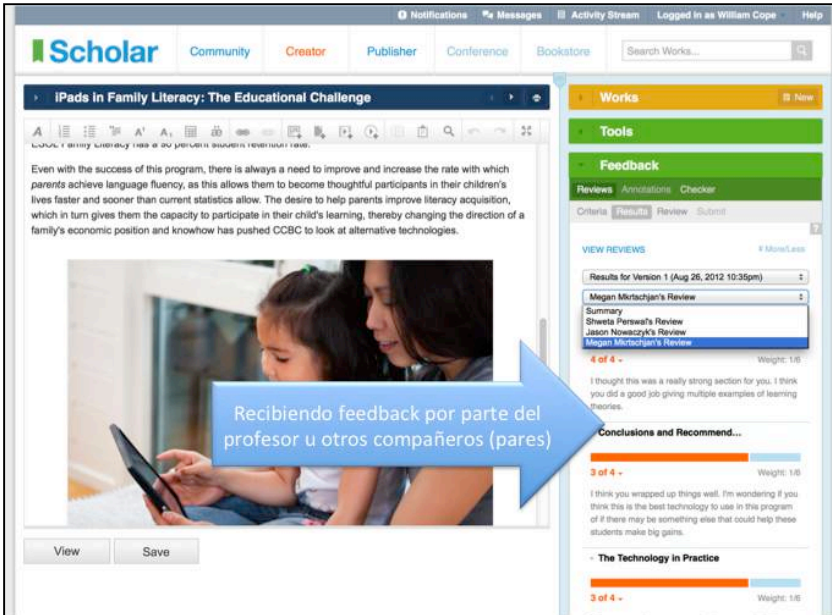 Notifications Messages Activity Stream Logged in as William Cope Help
Scholar Community Creator Publisher Conference Bookstore Search Works...
iPads in Family Literacy: The Educational Challenge
ESOL Family Literacy has a 90 percent student retention rate.
Even with the success of this program, there is always a need to improve and increase the rate with which
parents achieve language fluency, as this allows them to become thoughtful participants in their children's
lives faster and sooner than current statistics allow. The desire to help parents improve literacy acquisition,
which in turn gives them the capacity to participate in their child's learning, thereby changing the direction of a
family's economic position and knowhow has pushed CCBC to look at alternative technologies.
Recibiendo feedback por parte del
profesor u otros compañeros (pares)
View Save
Works New
Tools
Feedback
Reviews Annotations Checker
Criteria Results Review Submit
?
VIEW REVIEWS More/Less
Results for Version 1 (Aug 26, 2012 10:35pm)
Megan Mkrtschjan's Review
Summary
Shweta Perswal's Review
Jason Nowaczyk's Review
Megan Mkrtschjan's Review
4 of 4 Weight: 1/6
I thought this was a really strong section for you. I think
you did a good job giving multiple examples of learning
theories.
Conclusions and Recommend...
3 of 4 Weight: 1/6
I think you wrapped up things well. I'm wondering if you
think this is the best technology to use in this program
of if there may be something else that could help these
students make big gains.
The Technology in Practice
3 of 4 Weight: 1/6